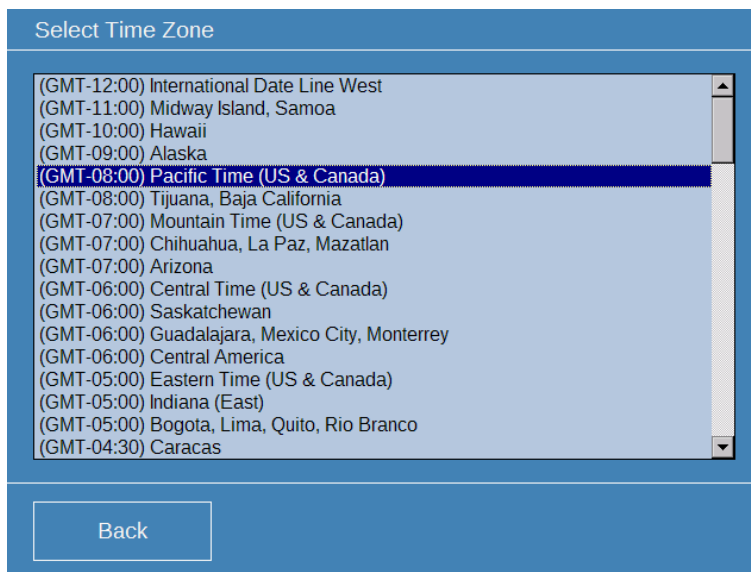 Select Time Zone
(GMT-12:00) International Date Line West
(GMT-11:00) Midway Island, Samoa
(GMT-10:00) Hawaii
(GMT-09:00) Alaska
(GMT-08:00) Pacific Time (US & Canada)
(GMT-08:00) Tijuana, Baja California
(GMT-07:00) Mountain Time (US & Canada)
(GMT-07:00) Chihuahua, La Paz, Mazatlan
(GMT-07:00) Arizona
(GMT-06:00) Central Time (US & Canada)
(GMT-06:00) Saskatchewan
(GMT-06:00) Guadalajara, Mexico City, Monterrey
(GMT-06:00) Central America
(GMT-05:00) Eastern Time (US & Canada)
(GMT-05:00) Indiana (East)
(GMT-05:00) Bogota, Lima, Quito, Rio Branco
(GMT-04:30) Caracas
Back